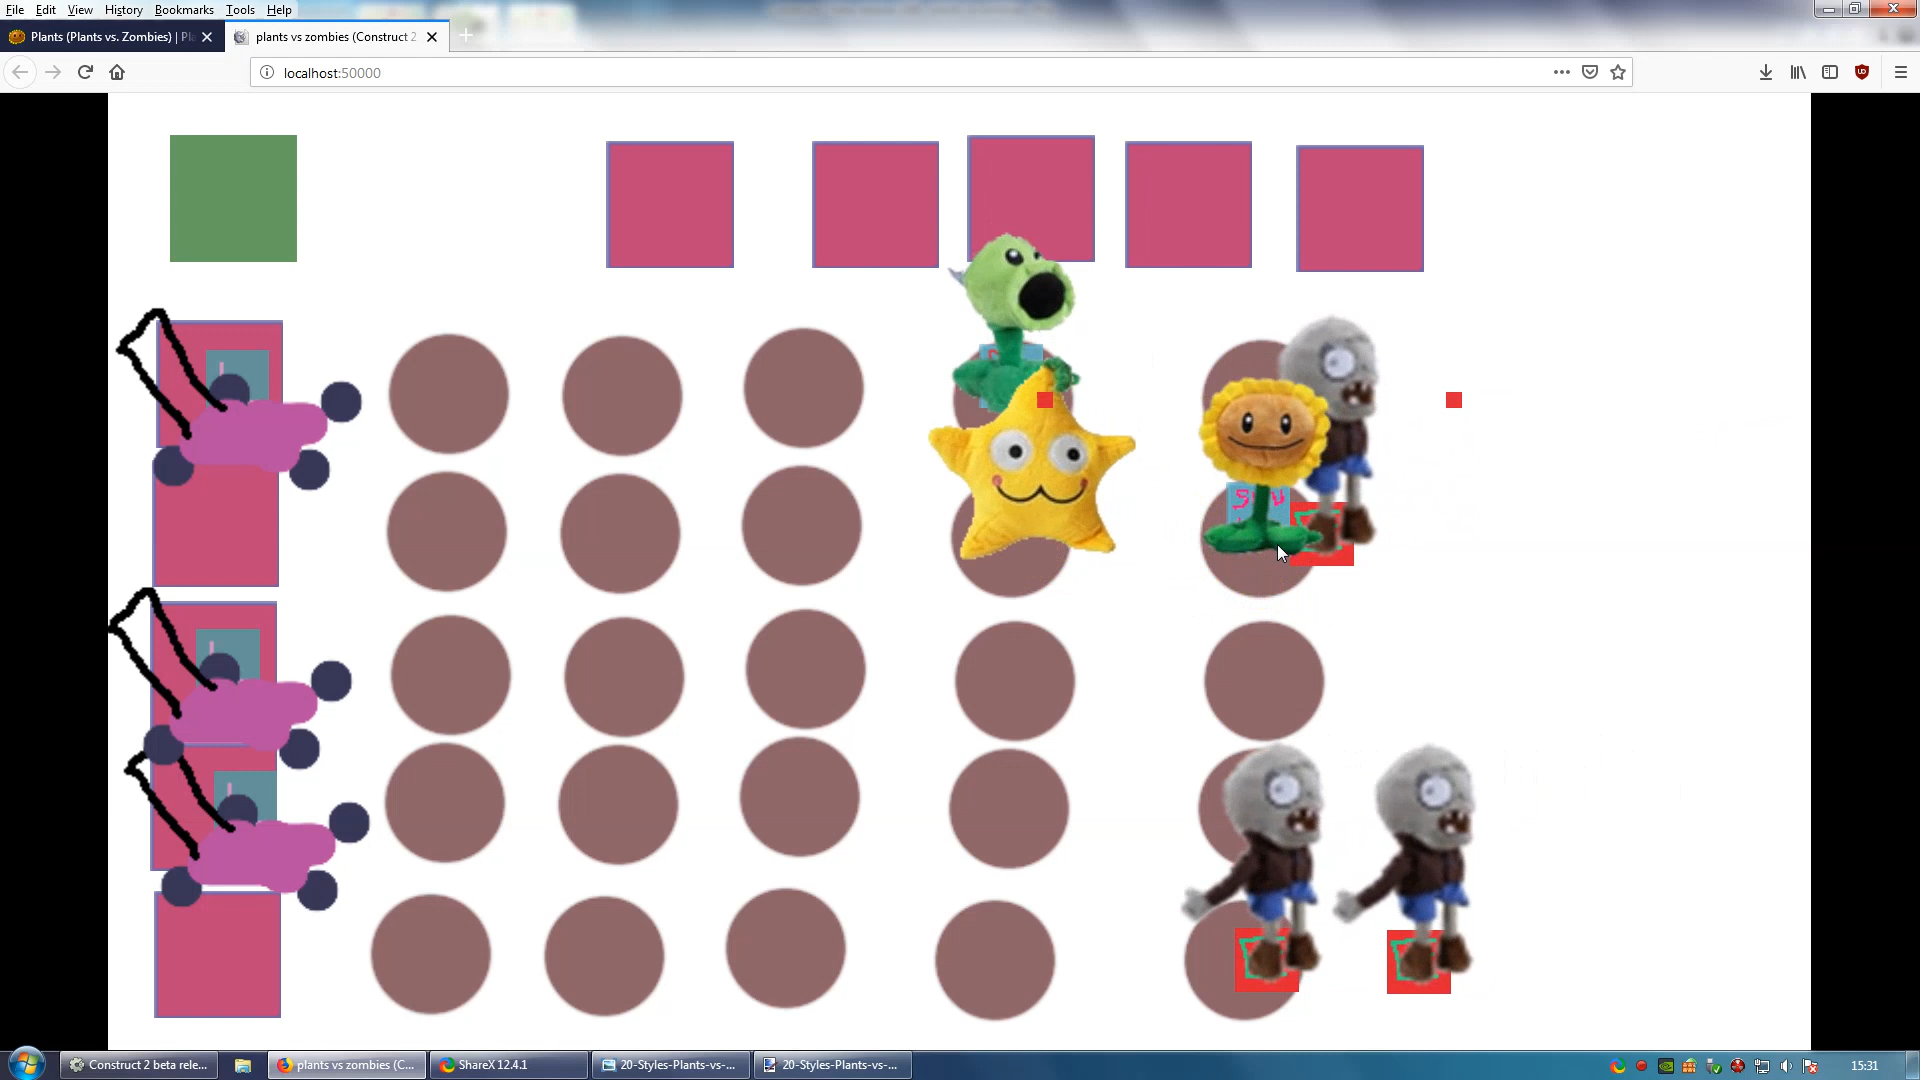 File Edit View History Bookmarks Tools Help
Plants (Plants vs. Zombies) | Pla
plants vs zombies (Construct 2
localhost:50000
Construct 2 beta rele...
plants vs zombies (C...
ShareX 12.4.1
20-Styles-Plants-vs-...
20-Styles-Plants-vs-...
15:31